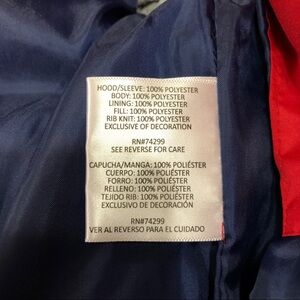 HOOD/SLEEVE: 100% POLYESTER
BODY: 100% POLYESTER
LINING: 100% POLYESTER
FILL: 100% POLYESTER
RIB KNIT: 100% POLYESTER
EXCLUSIVE OF DECORATION
RN#74299
SEE REVERSE FOR CARE
CAPUCHA/MANGA: 100% POLIÉSTER
CUERPO: 100% POLIÉSTER
FORRO: 100% POLIÉSTER
RELLENO: 100% POLIÉSTER
TEJIDO RIB: 100% POLIÉSTER
EXCLUSIVO DE DECORACIÓN
RN#74299
VER AL REVERSO PARA EL CUIDADO